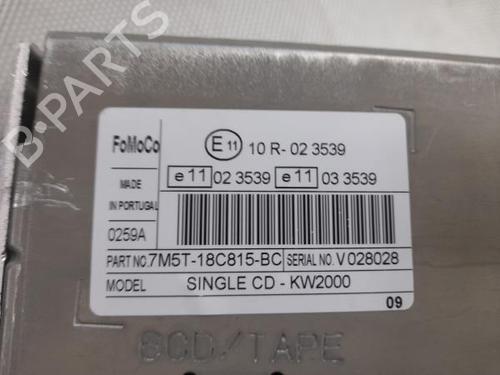 FoMoCo
E 11 10 R- 02 3539
e 11 02 3539 e 11 03 3539
MADE
IN PORTUGAL
0259A
PART NO. 7M5T-18C815-BC SERIAL NO. V 028028
MODEL SINGLE CD - KW2000
09
6CD/TAPE
B-PARTS